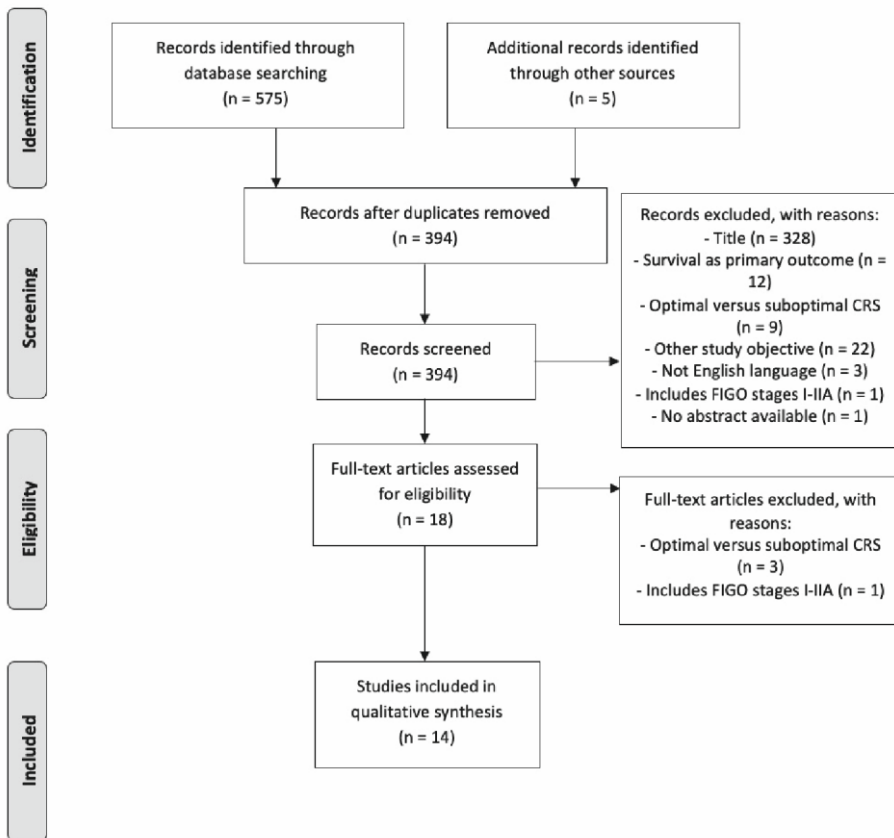 Identification
Records identified through
database searching
(n = 575)
Additional records identified
through other sources
(n = 5)
Records after duplicates removed
(n = 394)
Screening
Records screened
(n = 394)
Records excluded, with reasons:
- Title (n = 328)
- Survival as primary outcome (n =
12)
- Optimal versus suboptimal CRS
(n = 9)
- Other study objective (n = 22)
- Not English language (n = 3)
- Includes FIGO stages I-IIA (n = 1)
- No abstract available (n = 1)
Eligibility
Full-text articles assessed
for eligibility
(n = 18)
Full-text articles excluded, with
reasons:
- Optimal versus suboptimal CRS
(n = 3)
- Includes FIGO stages I-IIA (n = 1)
Included
Studies included in
qualitative synthesis
(n = 14)